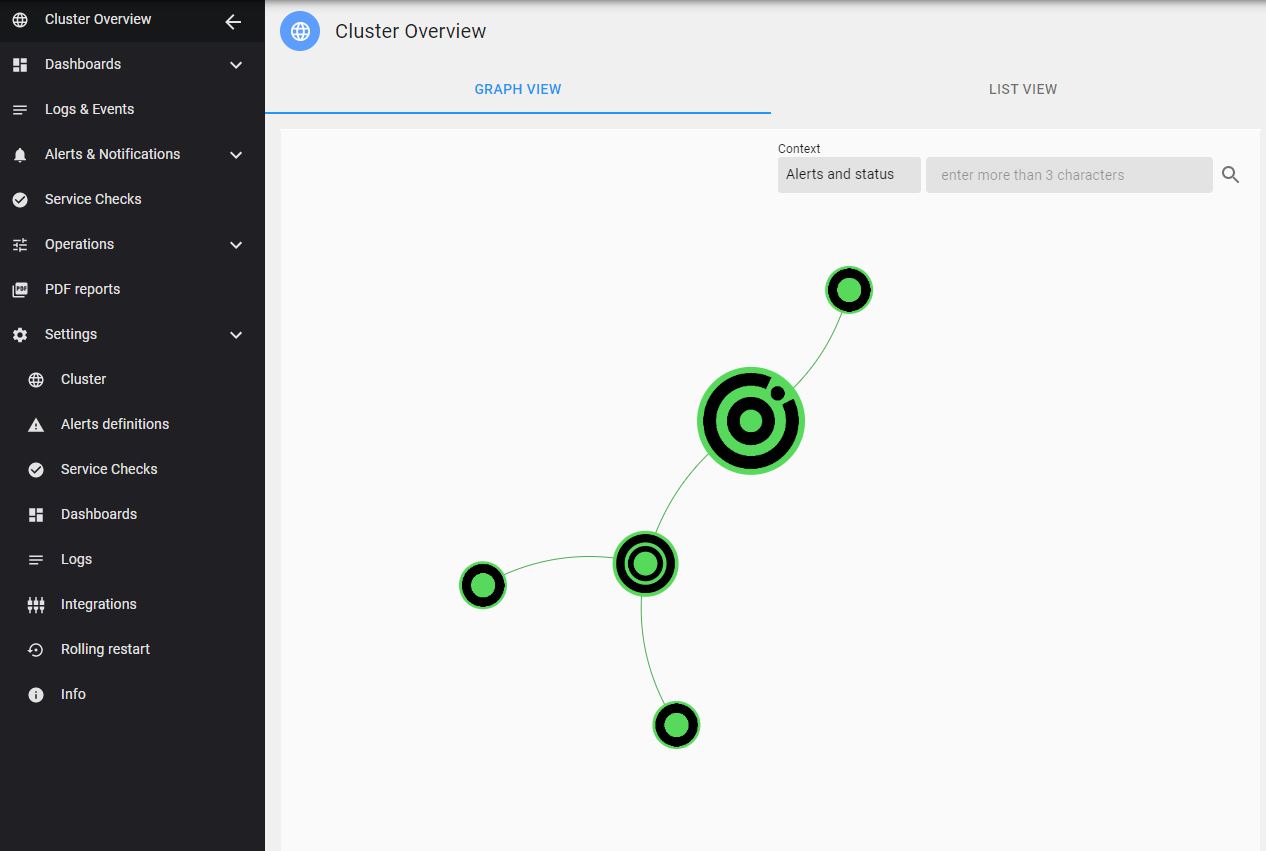 Cluster Overview
Dashboards
Logs & Events
Alerts & Notifications
Service Checks
Operations
PDF
PDF reports
Settings
Cluster
Alerts definitions
Service Checks
Dashboards
Logs
Integrations
Rolling restart
Info
Cluster Overview
GRAPH VIEW
LIST VIEW
Context
Alerts and status
enter more than 3 characters